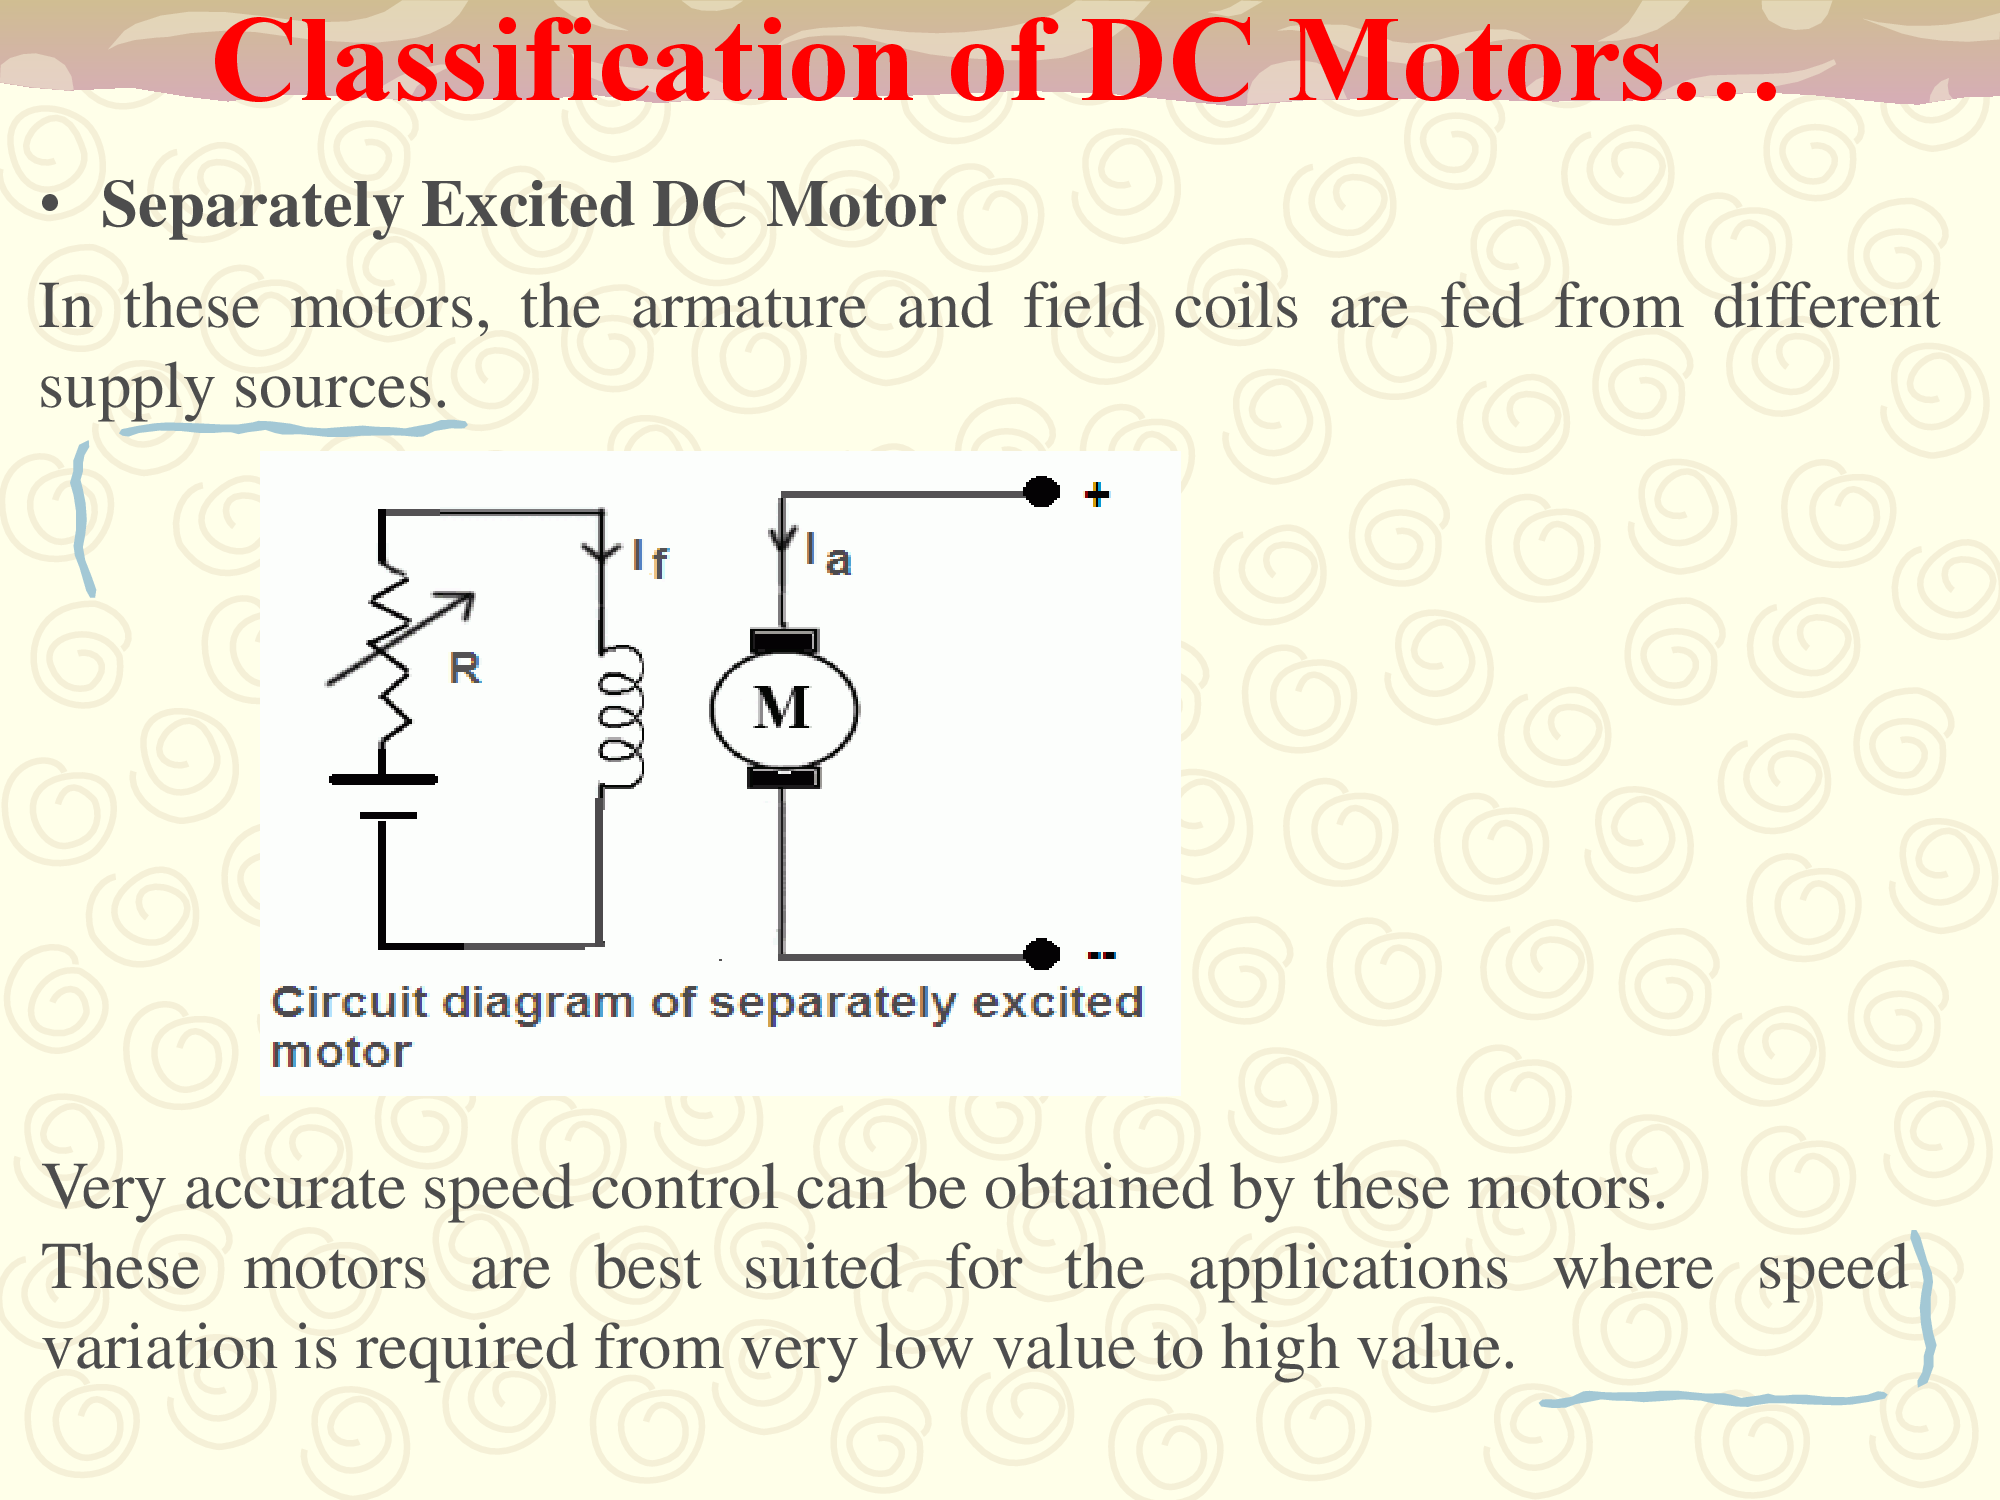 Classification of DC Motors...
• Separately Excited DC Motor
In these motors, the armature and field coils are fed from different
supply sources.
+
I f
I a
R
M
--
Circuit diagram of separately excited
motor
Very accurate speed control can be obtained by these motors.
These motors are best suited for the applications where speed
variation is required from very low value to high value.